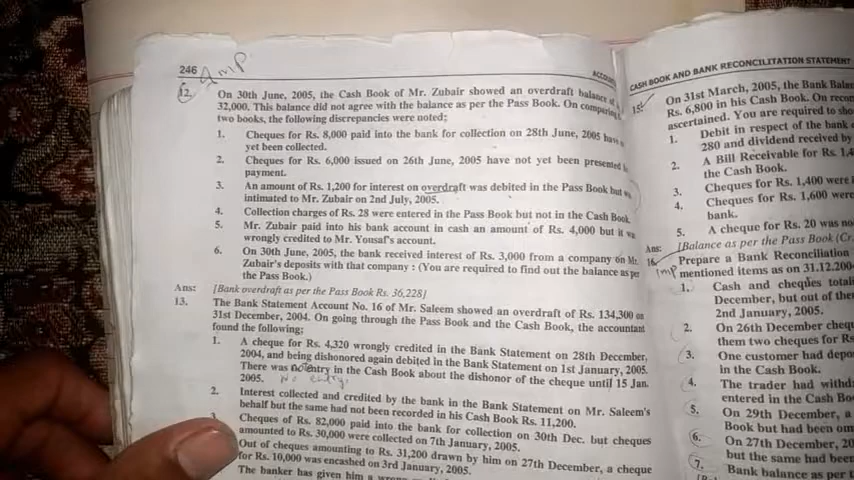 246
Imp
ACCOU
12. On 30th June, 2005, the Cash Book of Mr. Zubair showed an overdraft balance of
32,000. This balance did not agree with the balance as per the Pass Book. On comparing
two books, the following discrepancies were noted;
1. Cheques for Rs. 8,000 paid into the bank for collection on 28th June, 2005 have
yet been collected.
2. Cheques for Rs. 6,000 issued on 26th June, 2005 have not yet been presented
payment.
3. An amount of Rs. 1,200 for interest on overdraft was debited in the Pass Book but
intimated to Mr. Zubair on 2nd July, 2005.
4. Collection charges of Rs. 28 were entered in the Pass Book but not in the Cash Book.
5. Mr. Zubair paid into his bank account in cash an amount of Rs. 4,000 but it
wrongly credited to Mr. Yousaf's account.
6. On 30th June, 2005, the bank received interest of Rs. 3,000 from a company on Mr.
Zubair's deposits with that company : (You are required to find out the balance as per
the Pass Book.)
Ans: [Bank overdraft as per the Pass Book Rs. 36,228]
13. The Bank Statement Account No. 16 of Mr. Saleem showed an overdraft of Rs. 134,300 on
31st December, 2004. On going through the Pass Book and the Cash Book, the accountant
found the following;
1. A cheque for Rs. 4,320 wrongly credited in the Bank Statement on 28th December,
2004, and being dishonored again debited in the Bank Statement on 1st January, 2005.
There was no entry in the Cash Book about the dishonor of the cheque until 15 Jan.
2005. No entry.
2. Interest collected and credited by the bank in the Bank Statement on Mr. Saleem's
behalf but the same had not been recorded in his Cash Book Rs. 11,200.
3. Cheques of Rs. 82,000 paid into the bank for collection on 30th Dec. but cheques
amounted to Rs. 30,000 were collected on 7th January, 2005.
Out of cheques amounting to Rs. 31,200 drawn by him on 27th December, a cheque
for Rs. 10,000 was encashed on 3rd January, 2005.
The banker has given him a wrong
CASH BOOK AND BANK RECONCILITATION STATEMENT
15. On 31st March, 2005, the Bank Balan
Rs. 6,800 in his Cash Book. On recon
ascertained. You are required to sho
1. Debit in respect of the bank
280 and dividend received by
2. A Bill Receivable for Rs. 1,4
the Cash Book.
3. Cheques for Rs. 1,400 were
4. Cheques for Rs. 1,600 were
bank.
5. A cheque for Rs. 20 was no
Ans: [Balance as per the Pass Book (Cr.
16. Prepare a Bank Reconciliation
Imp mentioned items as on 31.12.200
1. Cash and cheques totali
December, but out of the
2nd January, 2005.
2. On 26th December cheq
them two cheques for Rs
3. One customer had depo
in the Cash Book.
4. The trader had withd
entered in the Cash Bo
5. On 29th December, a
Book but had been om
6. On 27th December, 20
but the same had been
7. Bank balance as per